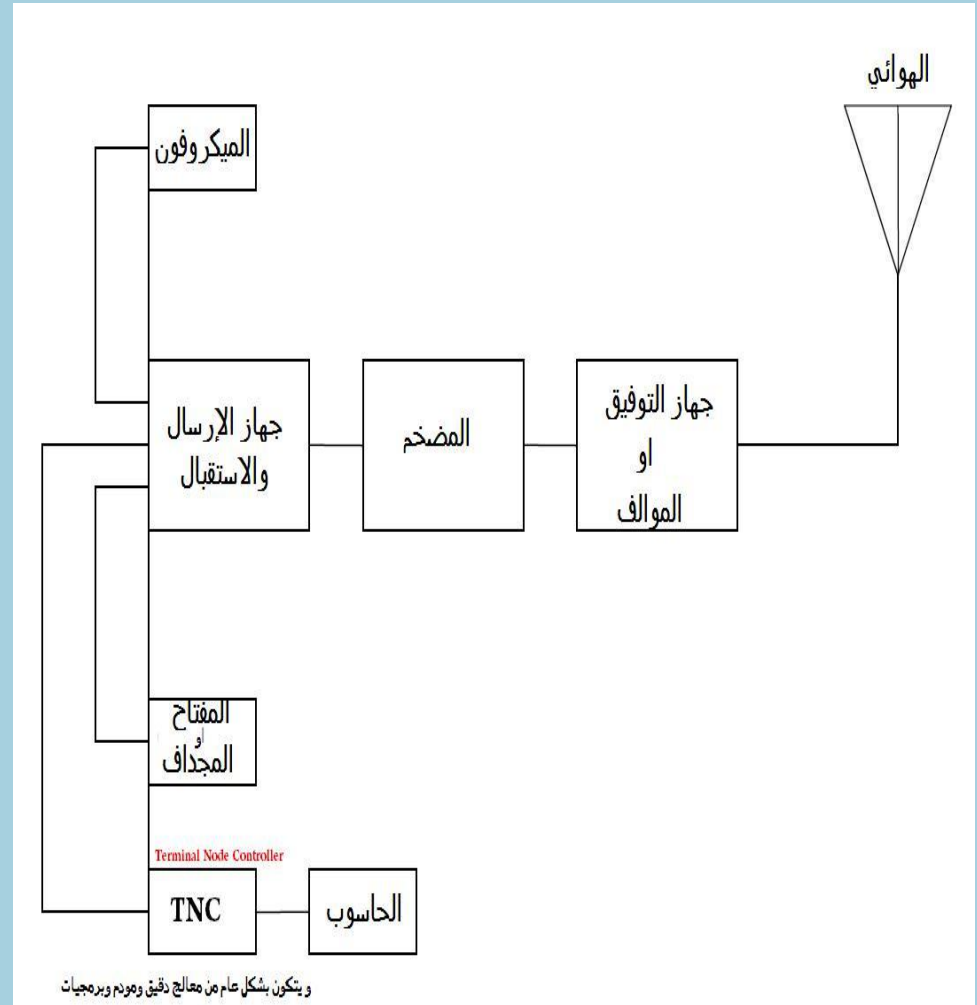 الهوائي
الميكروفون
جهاز الإرسال
والاستقبال
المضخم
جهاز التوفيق
او
الموالف
المفتاح
او
المجداف
Terminal Node Controller
TNC
الحاسوب
و يتكون بشكل عام من معالج دقيق ومودم وبرمجيات